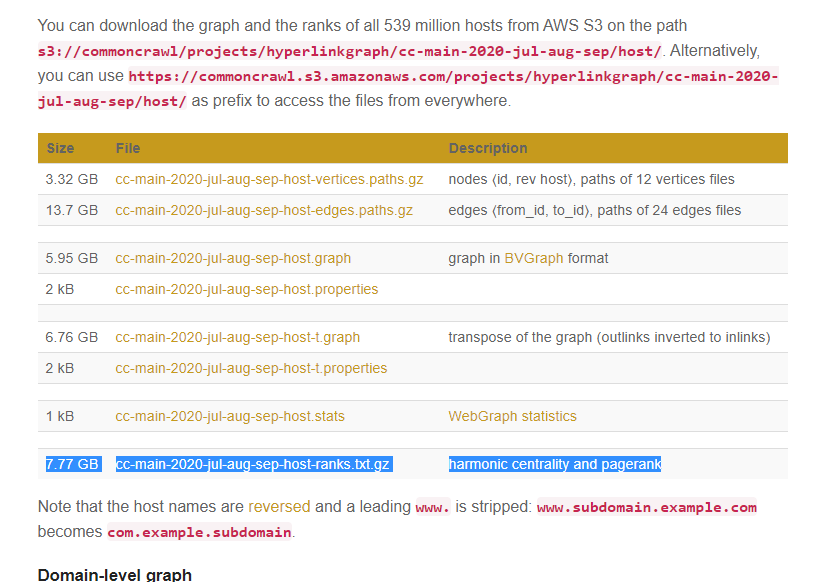 You can download the graph and the ranks of all 539 million hosts from AWS S3 on the path
s3://commoncrawl/projects/hyperlinkgraph/cc-main-2020-jul-aug-sep/host/. Alternatively,
you can use https://commoncrawl.s3.amazonaws.com/projects/hyperlinkgraph/cc-main-2020-
jul-aug-sep/host/ as prefix to access the files from everywhere.
Size File Description
3.32 GB cc-main-2020-jul-aug-sep-host-vertices.paths.gz nodes ⟨id, rev host⟩, paths of 12 vertices files
13.7 GB cc-main-2020-jul-aug-sep-host-edges.paths.gz edges ⟨from_id, to_id⟩, paths of 24 edges files
5.95 GB cc-main-2020-jul-aug-sep-host.graph graph in BVGraph format
2 kB cc-main-2020-jul-aug-sep-host.properties
6.76 GB cc-main-2020-jul-aug-sep-host-t.graph transpose of the graph (outlinks inverted to inlinks)
2 kB cc-main-2020-jul-aug-sep-host-t.properties
1 kB cc-main-2020-jul-aug-sep-host.stats WebGraph statistics
7.77 GB cc-main-2020-jul-aug-sep-host-ranks.txt.gz harmonic centrality and pagerank
Note that the host names are reversed and a leading www. is stripped: www.subdomain.example.com
becomes com.example.subdomain.
Domain-level graph